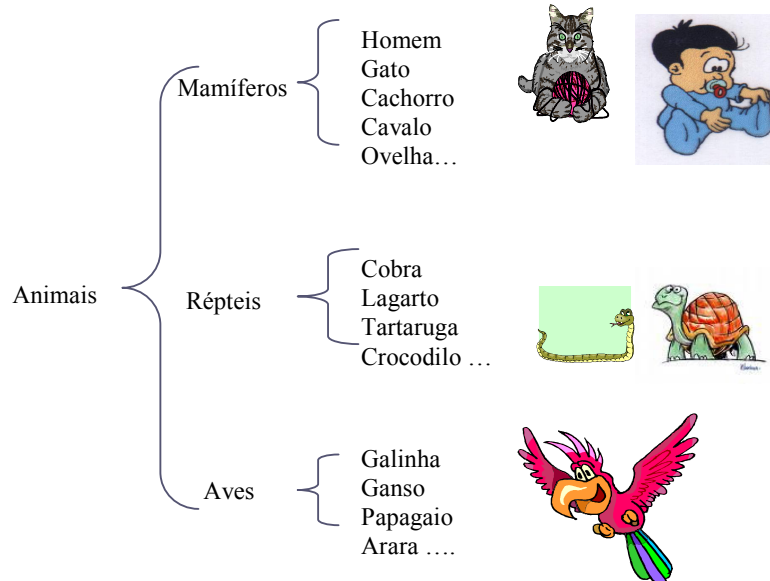 Homem
Gato
Mamíferos
Cachorro
Cavalo
Ovelha…
Animais
Répteis
Cobra
Lagarto
Tartaruga
Crocodilo …
Aves
Galinha
Ganso
Papagaio
Arara ….